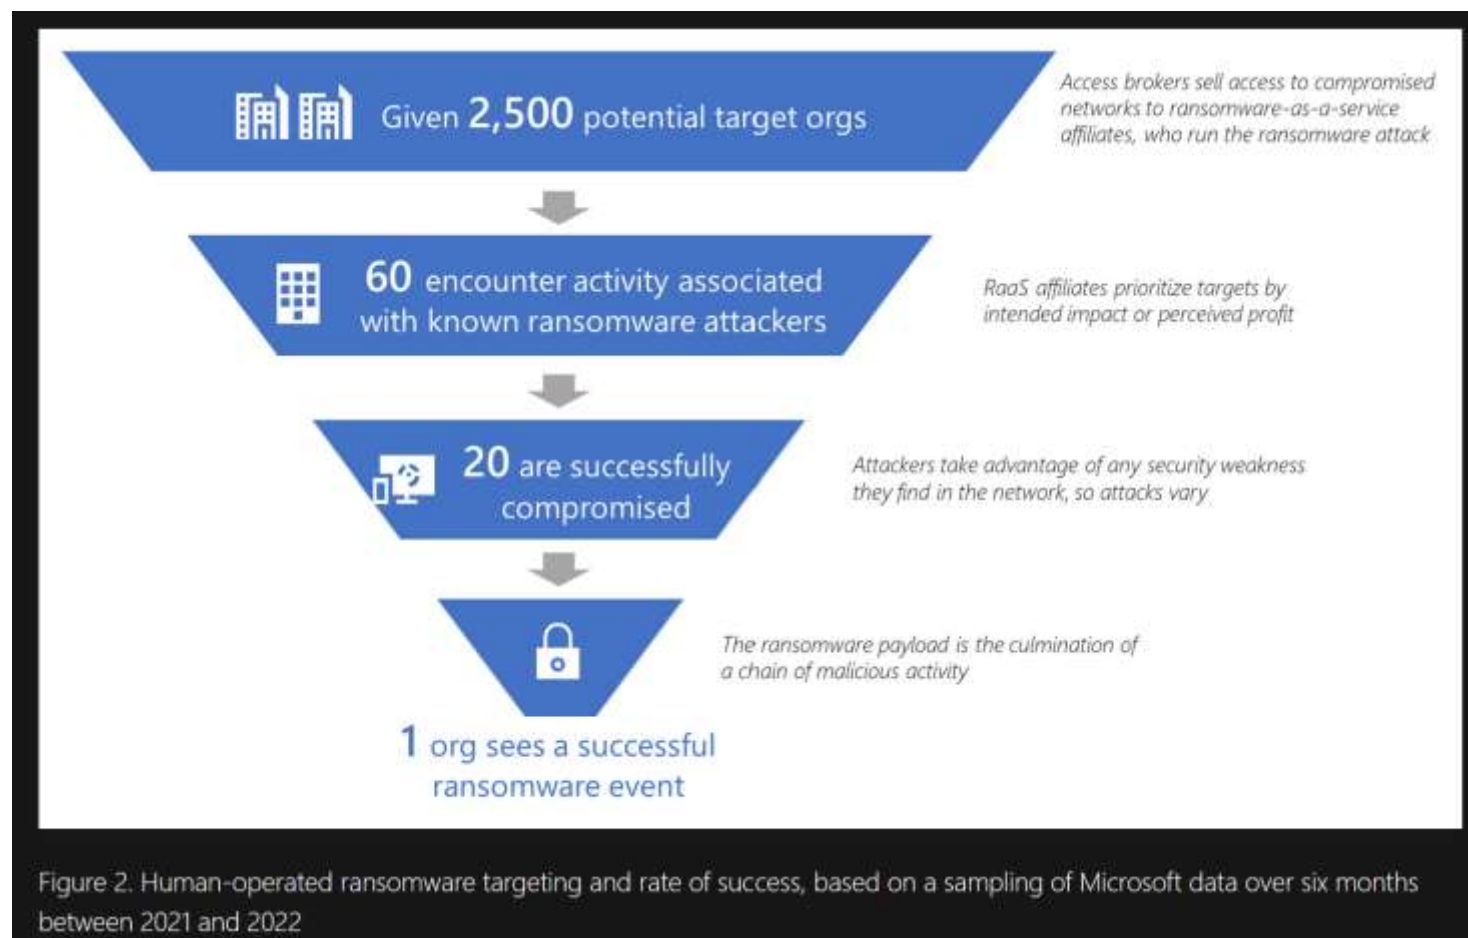 Given 2,500 potential target orgs
Access brokers sell access to compromised
networks to ransomware-as-a-service
affiliates, who run the ransomware attack
60 encounter activity associated
with known ransomware attackers
RaaS affiliates prioritize targets by
intended impact or perceived profit
20 are successfully
compromised
Attackers take advantage of any security weakness
they find in the network, so attacks vary
The ransomware payload is the culmination of
a chain of malicious activity
1 org sees a successful
ransomware event
Figure 2. Human-operated ransomware targeting and rate of success, based on a sampling of Microsoft data over six months
between 2021 and 2022